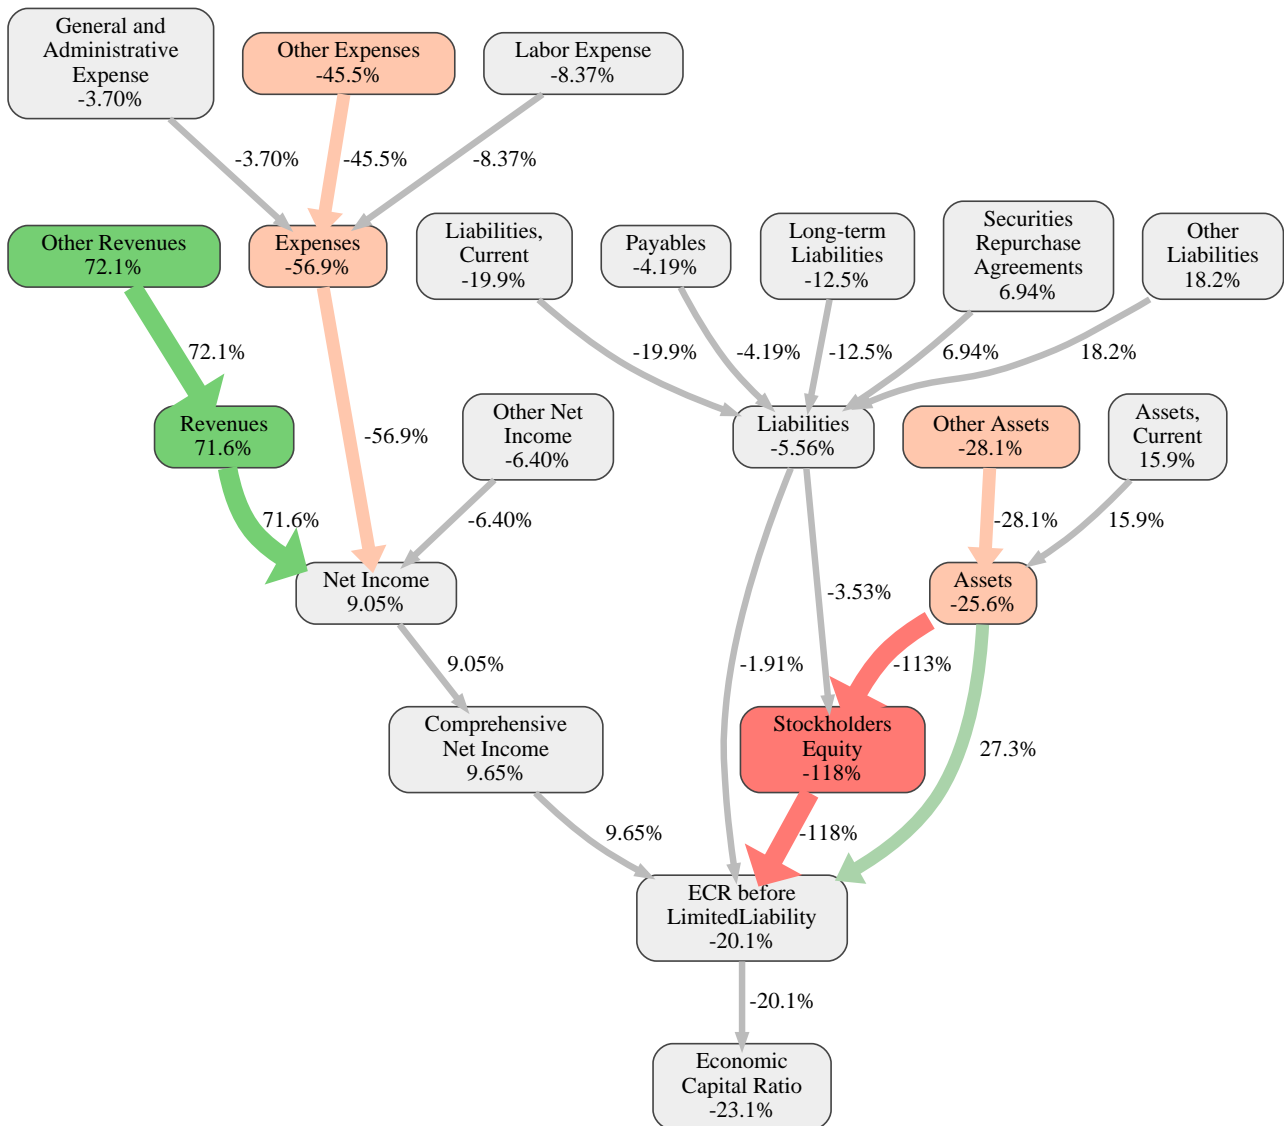 General and
Administrative
Expense
-3.70%
Other Expenses
-45.5%
Labor Expense
-8.37%
-3.70%
-45.5%
-8.37%
Other Revenues
72.1%
Expenses
-56.9%
Liabilities,
Current
-19.9%
Payables
-4.19%
Long-term
Liabilities
-12.5%
Securities
Repurchase
Agreements
6.94%
Other
Liabilities
18.2%
72.1%
-19.9%
-4.19%
-12.5%
6.94%
18.2%
Revenues
71.6%
-56.9%
Other Net
Income
-6.40%
Liabilities
-5.56%
Other Assets
-28.1%
Assets,
Current
15.9%
71.6%
-6.40%
-28.1%
15.9%
Net Income
9.05%
-3.53%
Assets
-25.6%
9.05%
-1.91%
-113%
Comprehensive
Net Income
9.65%
Stockholders
Equity
-118%
27.3%
9.65%
-118%
ECR before
LimitedLiability
-20.1%
-20.1%
Economic
Capital Ratio
-23.1%